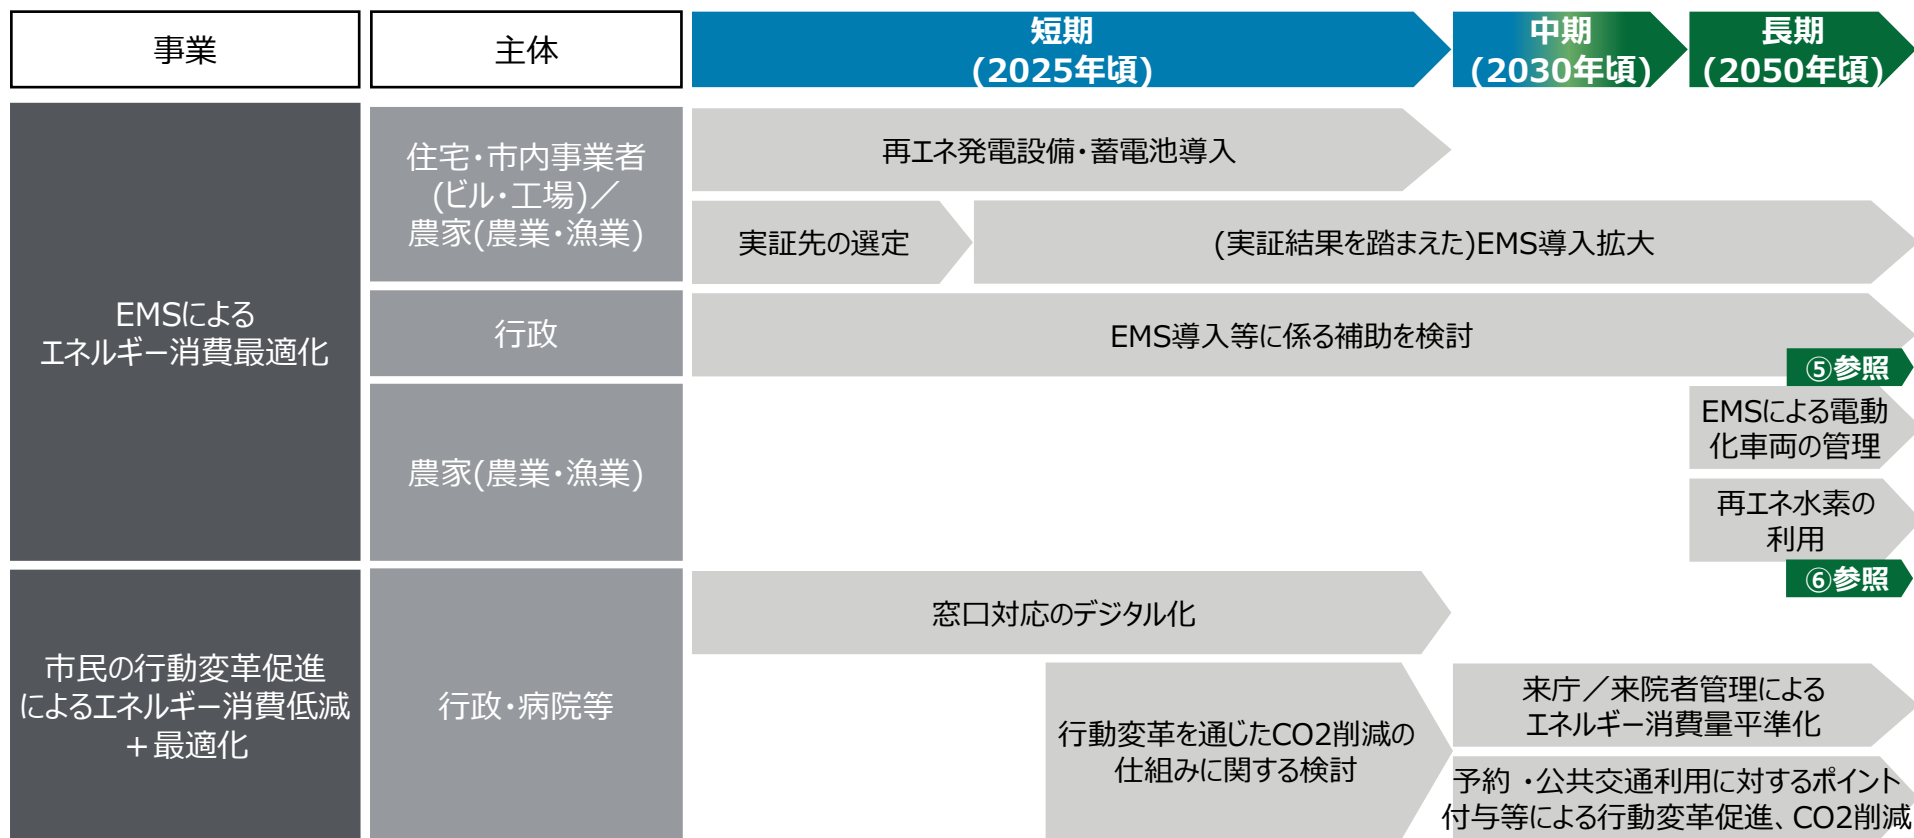 事業
主体
短期
(2025年頃)
中期
(2030年頃)
長期
(2050年頃)
EMSによる
エネルギー消費最適化
住宅・市内事業者
(ビル・工場)／
農家(農業・漁業)
再エネ発電設備・蓄電池導入
実証先の選定
(実証結果を踏まえた)EMS導入拡大
行政
EMS導入等に係る補助を検討
農家(農業・漁業)
⑤参照
EMSによる電動
化車両の管理
再エネ水素の
利用
⑥参照
市民の行動変革促進
によるエネルギー消費低減
＋最適化
行政・病院等
窓口対応のデジタル化
行動変革を通じたCO2削減の
仕組みに関する検討
来庁／来院者管理による
エネルギー消費量平準化
予約・公共交通利用に対するポイント
付与等による行動変革促進、CO2削減